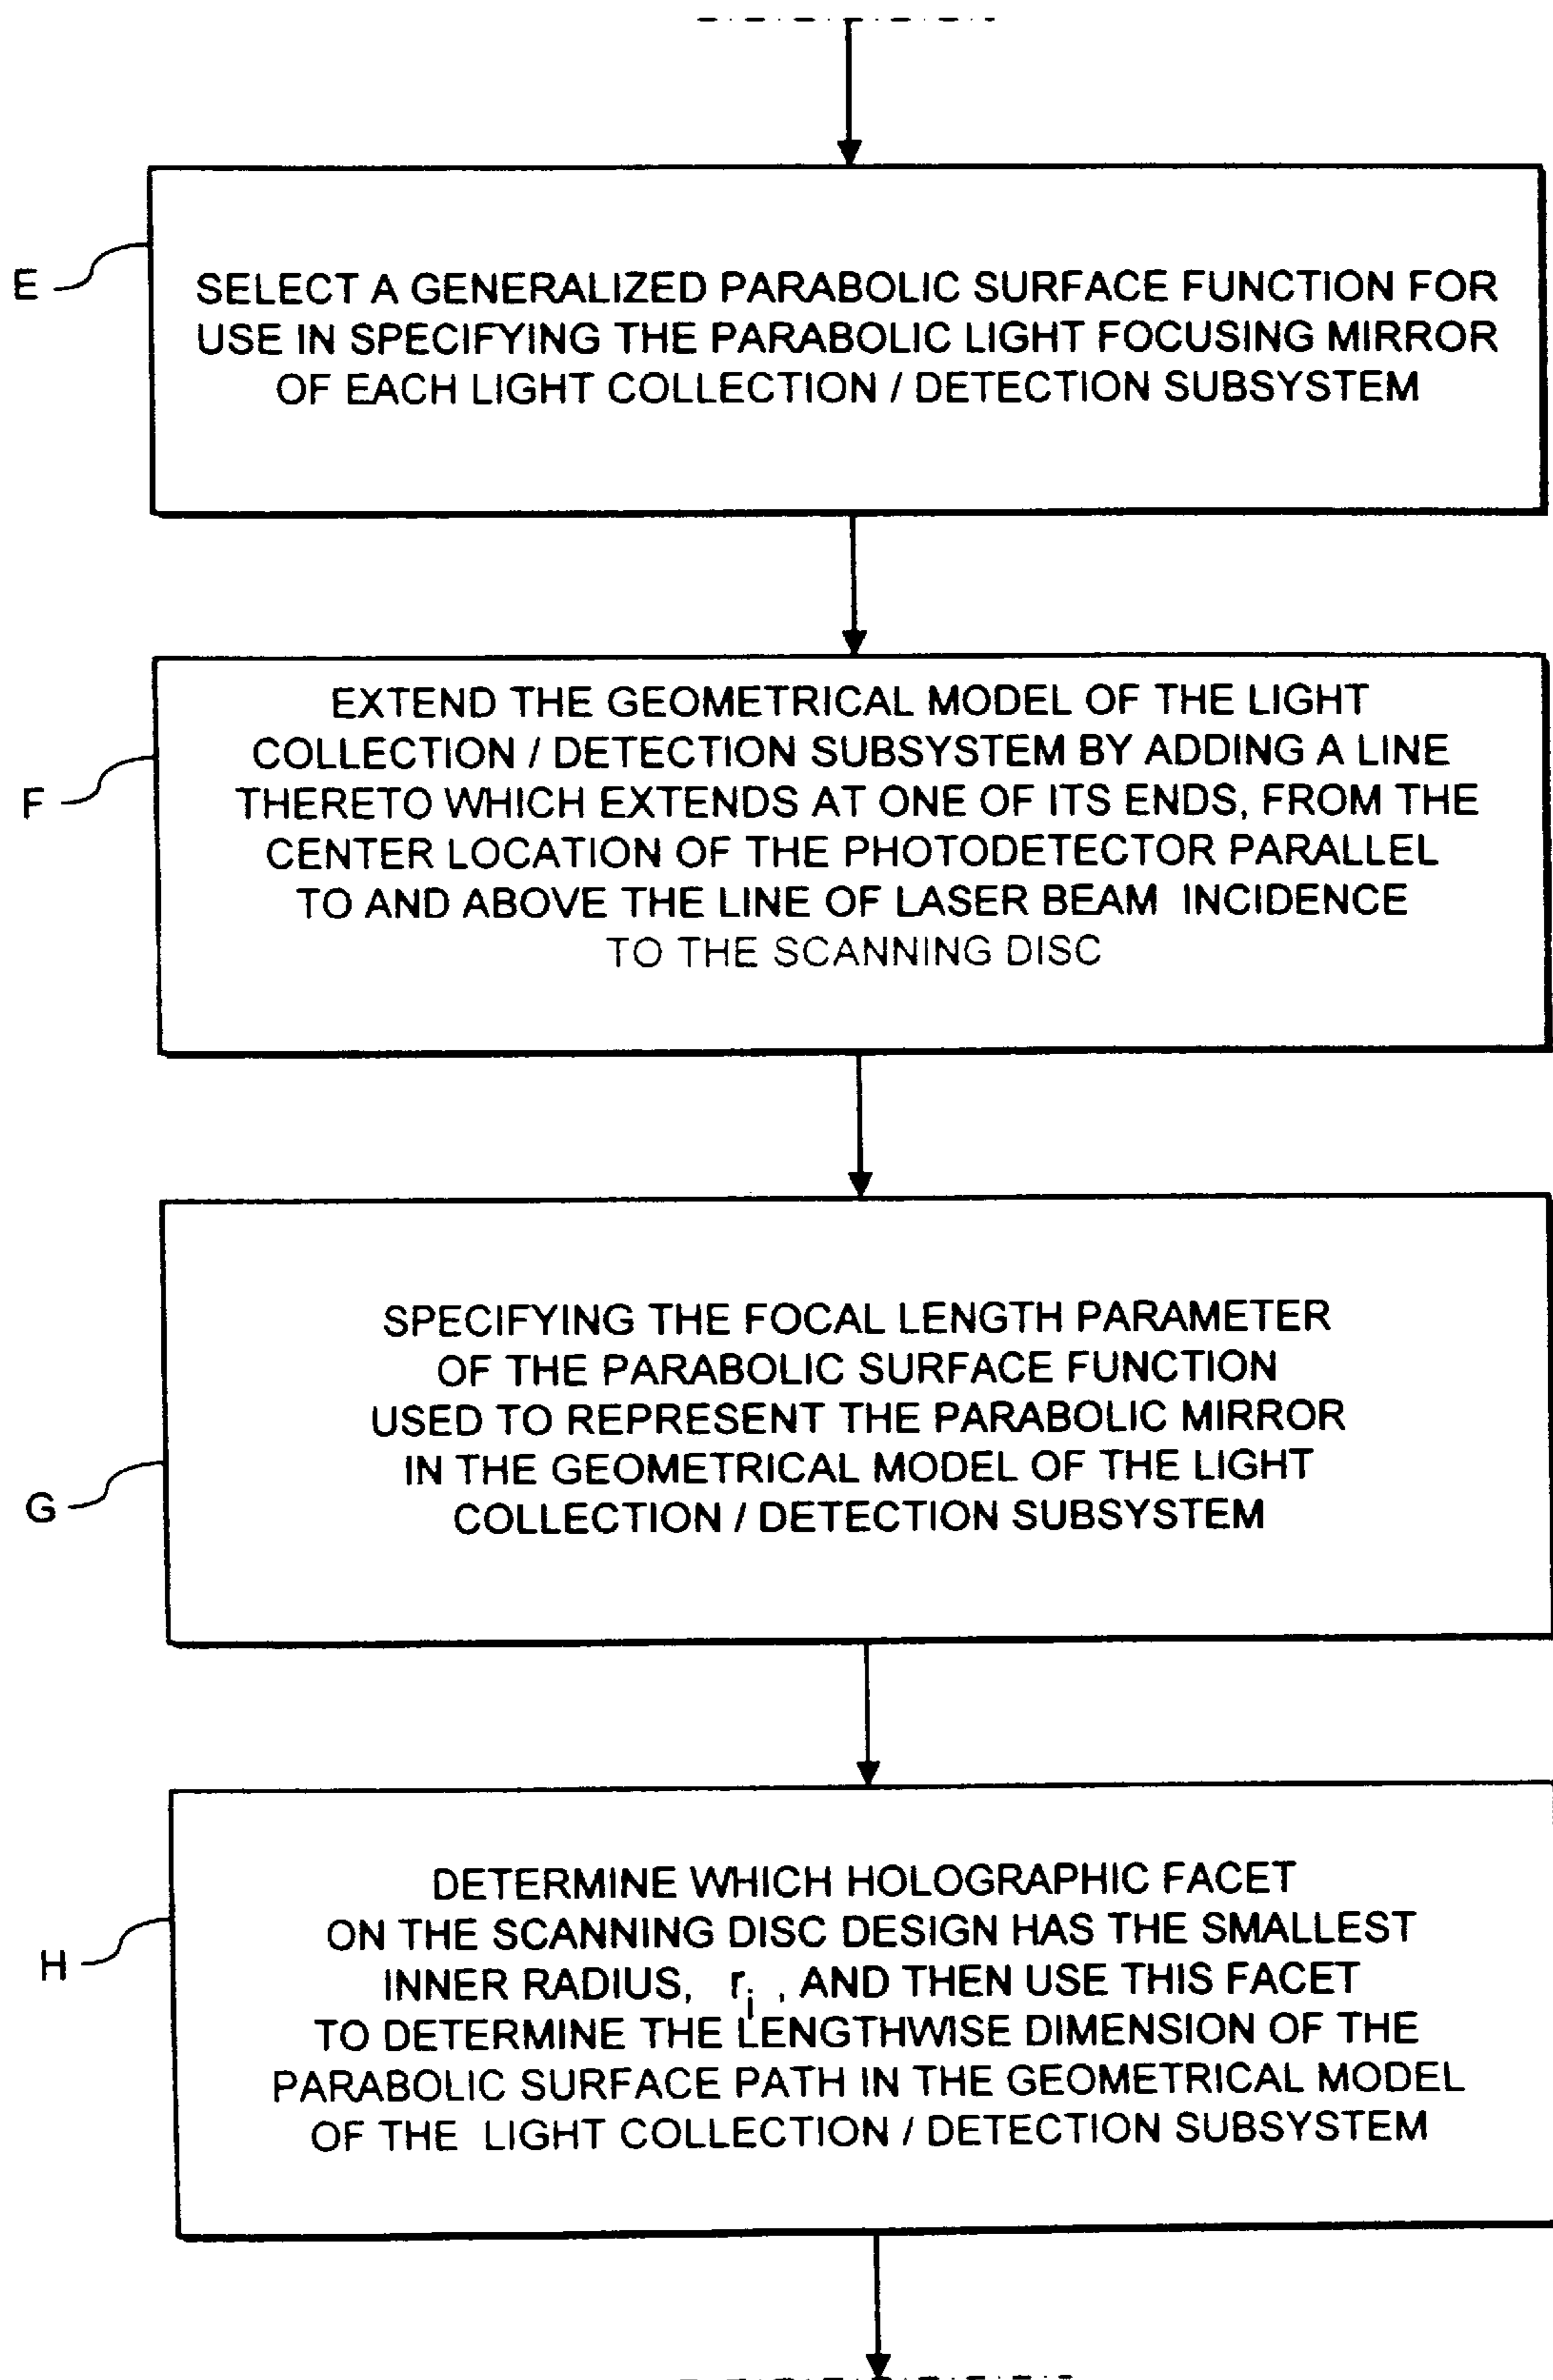 E
SELECT A GENERALIZED PARABOLIC SURFACE FUNCTION FOR
USE IN SPECIFYING THE PARABOLIC LIGHT FOCUSING MIRROR
OF EACH LIGHT COLLECTION / DETECTION SUBSYSTEM
F
EXTEND THE GEOMETRICAL MODEL OF THE LIGHT
COLLECTION / DETECTION SUBSYSTEM BY ADDING A LINE
THERETO WHICH EXTENDS AT ONE OF ITS ENDS, FROM THE
CENTER LOCATION OF THE PHOTODETECTOR PARALLEL
TO AND ABOVE THE LINE OF LASER BEAM INCIDENCE
TO THE SCANNING DISC
G
SPECIFYING THE FOCAL LENGTH PARAMETER
OF THE PARABOLIC SURFACE FUNCTION
USED TO REPRESENT THE PARABOLIC MIRROR
IN THE GEOMETRICAL MODEL OF THE LIGHT
COLLECTION / DETECTION SUBSYSTEM
H
DETERMINE WHICH HOLOGRAPHIC FACET
ON THE SCANNING DISC DESIGN HAS THE SMALLEST
INNER RADIUS, ri , AND THEN USE THIS FACET
TO DETERMINE THE LENGTHWISE DIMENSION OF THE
PARABOLIC SURFACE PATH IN THE GEOMETRICAL MODEL
OF THE LIGHT COLLECTION / DETECTION SUBSYSTEM